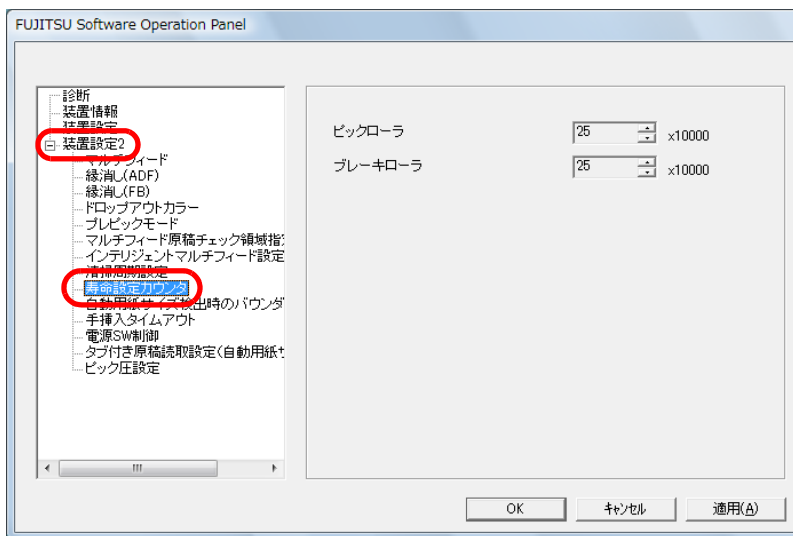 FUJITSU Software Operation Panel
診断
装置情報
装置設定
装置設定2
マルチフィード
縁消し(ADF)
縁消し(FB)
ドロップアウトカラー
プレピックモード
マルチフィード原稿チェック領域指
インテリジェントマルチフィード設定
清掃周期設定
寿命設定カウンタ
自動用紙サイズ検出時のバウンダ
手挿入タイムアウト
電源SW制御
タブ付き原稿読取設定(自動用紙サ
ピック圧設定
ピックローラ 25 x10000
ブレーキローラ 25 x10000
OK キャンセル 適用(A)